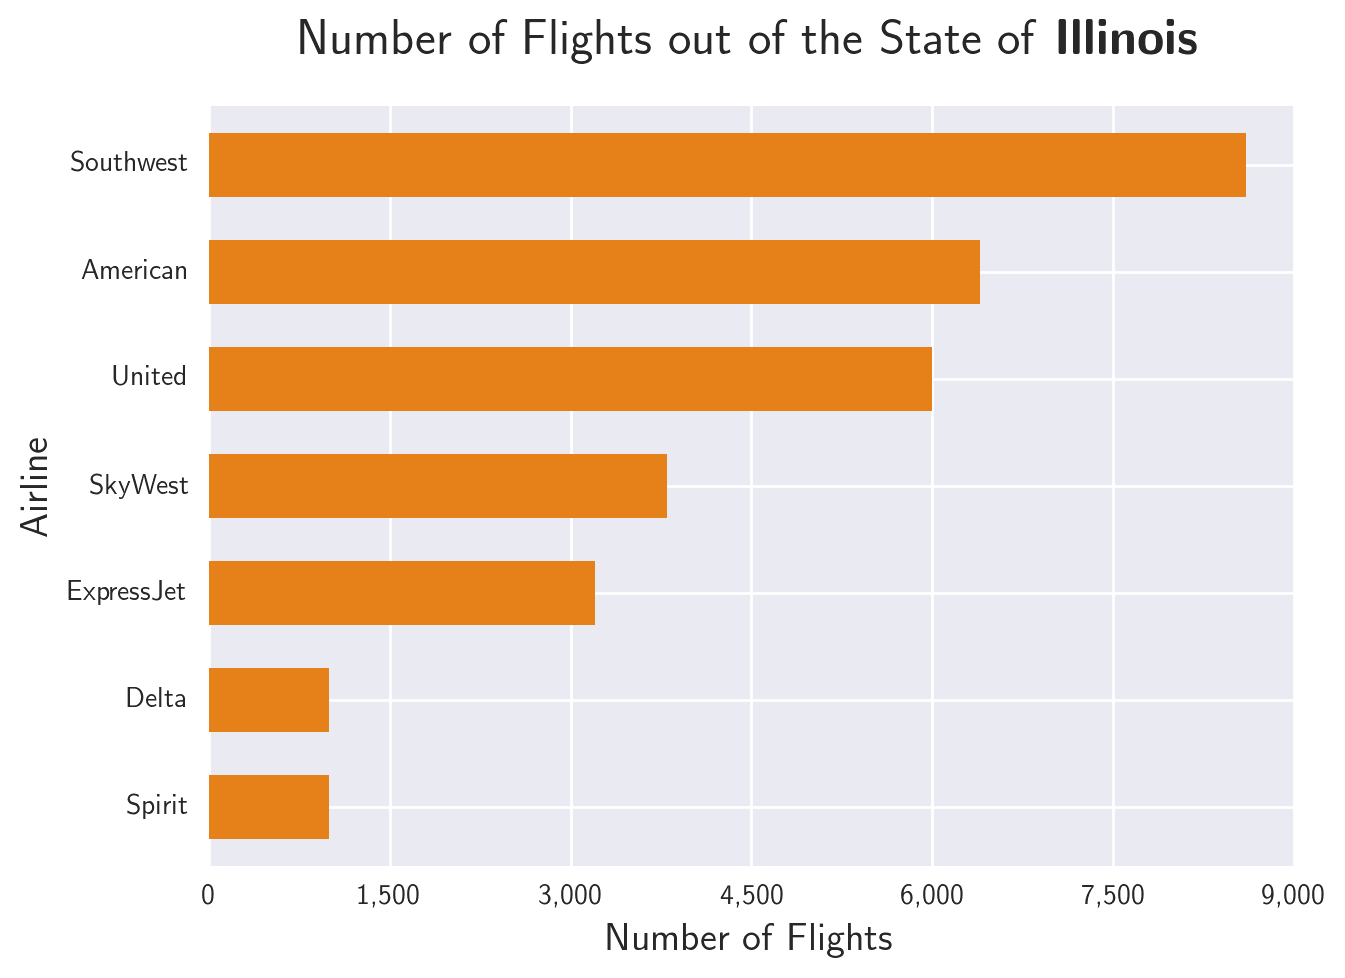 Number of Flights out of the State of Illinois
Southwest
American
United
SkyWest
ExpressJet
Delta
Spirit
Airline
0 1,500 3,000 4,500 6,000 7,500 9,000
Number of Flights